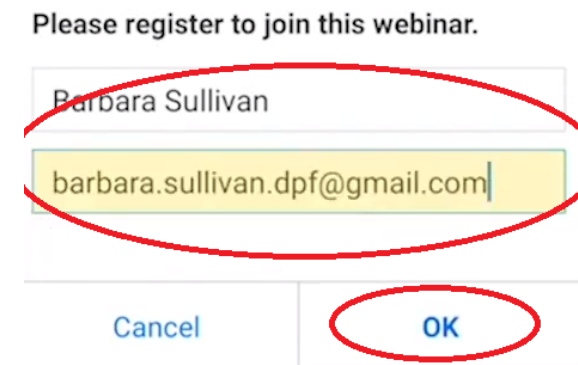 Please register to join this webinar.
Barbara Sullivan
barbara.sullivan.dpf@gmail.com
Cancel OK